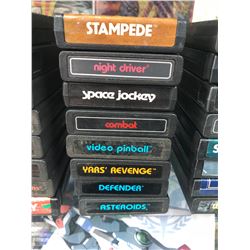 STAMPEDE
night driver
space jockey
combat
video pinball
YARS' REVENGE
DEFENDER
ASTEROIDS